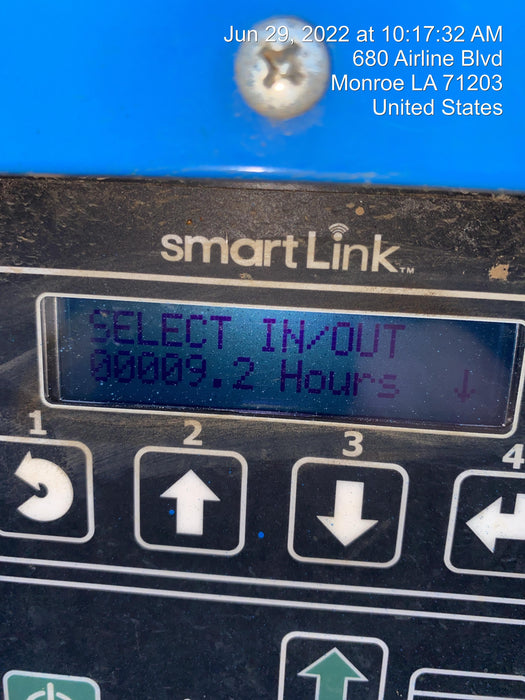 Jun 29, 2022 at 10:17:32 AM
680 Airline Blvd
Monroe LA 71203
United States
smartLink™
SELECT IN/OUT
00009.2 Hours ↓
1 2 3 4